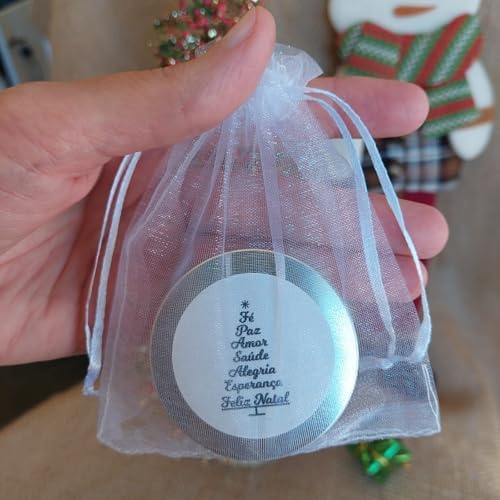 Fé
Paz
Amor
Saúde
Alegria
Esperança
Feliz Natal